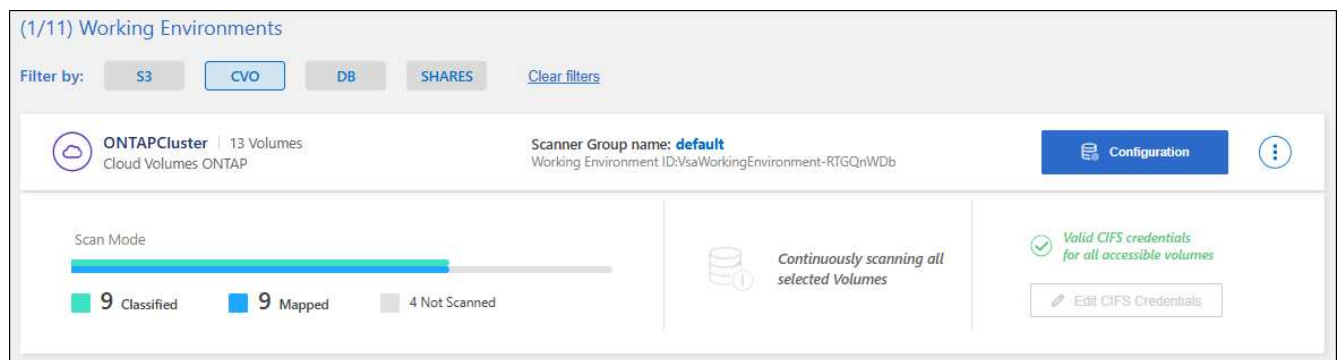 (1/11) Working Environments
Filter by: S3 CVO DB SHARES Clear filters
ONTAPCluster | 13 Volumes
Cloud Volumes ONTAP
Scanner Group name: default
Working Environment ID:VsaWorkingEnvironment-RTGQnWDb
Configuration
Scan Mode
9 Classified 9 Mapped 4 Not Scanned
Continuously scanning all
selected Volumes
Valid CIFS credentials
for all accessible volumes
Edit CIFS Credentials